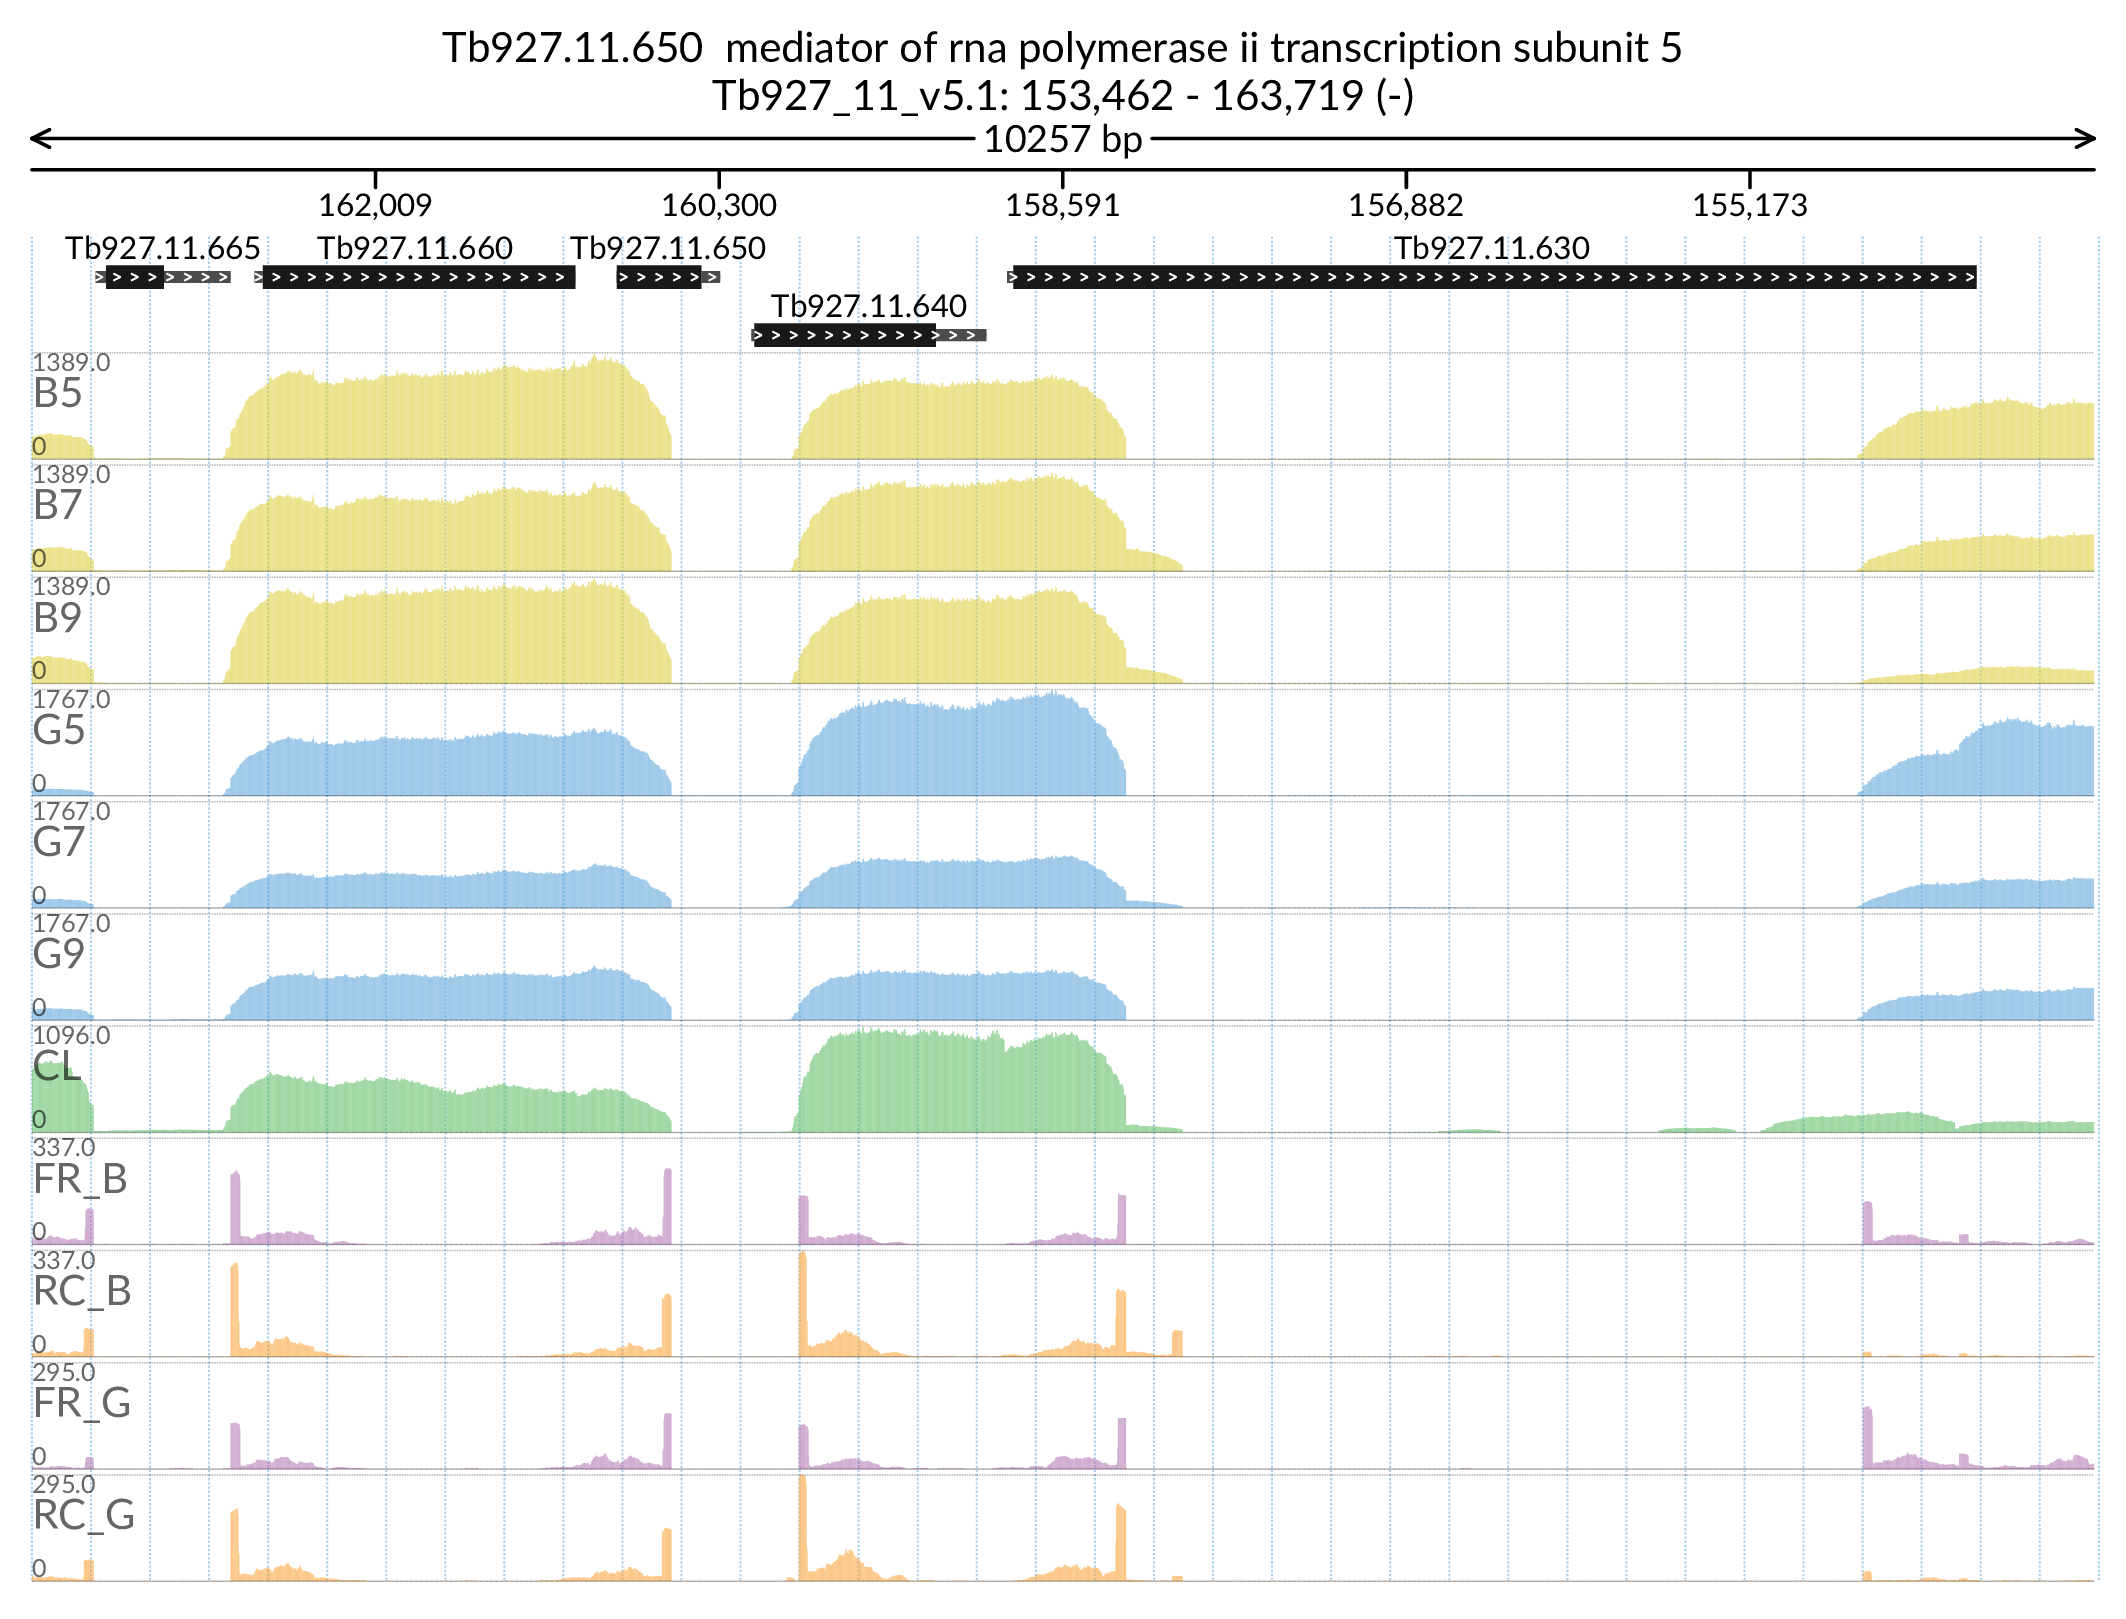 Tb927.11.650  mediator of rna polymerase ii transcription subunit 5
Tb927_11_v5.1: 153,462 - 163,719 (-)
10257 bp
162,009 160,300 158,591 156,882 155,173
Tb927.11.665 Tb927.11.660 Tb927.11.650 Tb927.11.630
Tb927.11.640
1389.0
B5
0
1389.0
B7
0
1389.0
B9
0
1767.0
G5
0
1767.0
G7
0
1767.0
G9
0
1096.0
CL
0
337.0
FR_B
0
337.0
RC_B
0
295.0
FR_G
0
295.0
RC_G
0